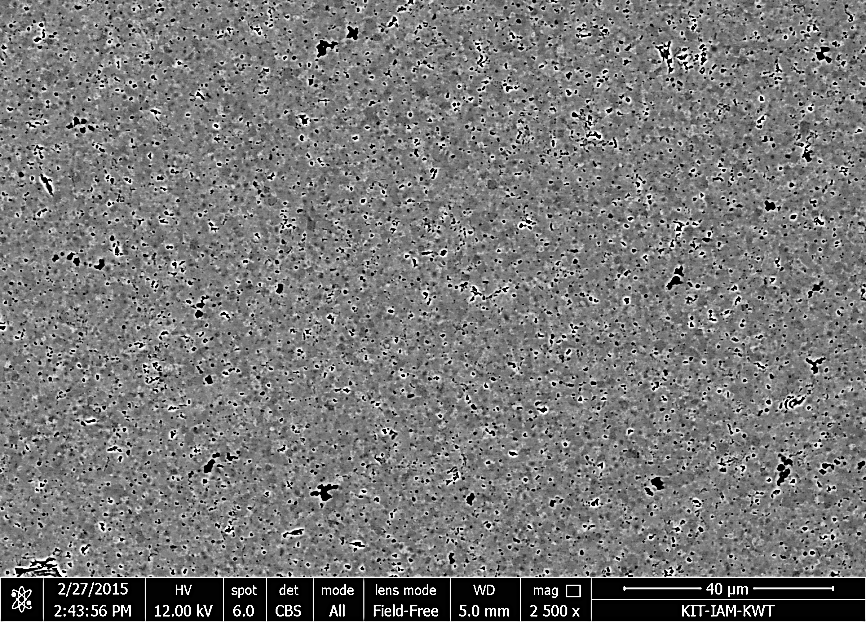 2/27/2015 HV spot det mode lens mode WD mag 40 µm
2:43:56 PM 12.00 kV 6.0 CBS All Field-Free 5.0 mm 2 500 x KIT-IAM-KWT